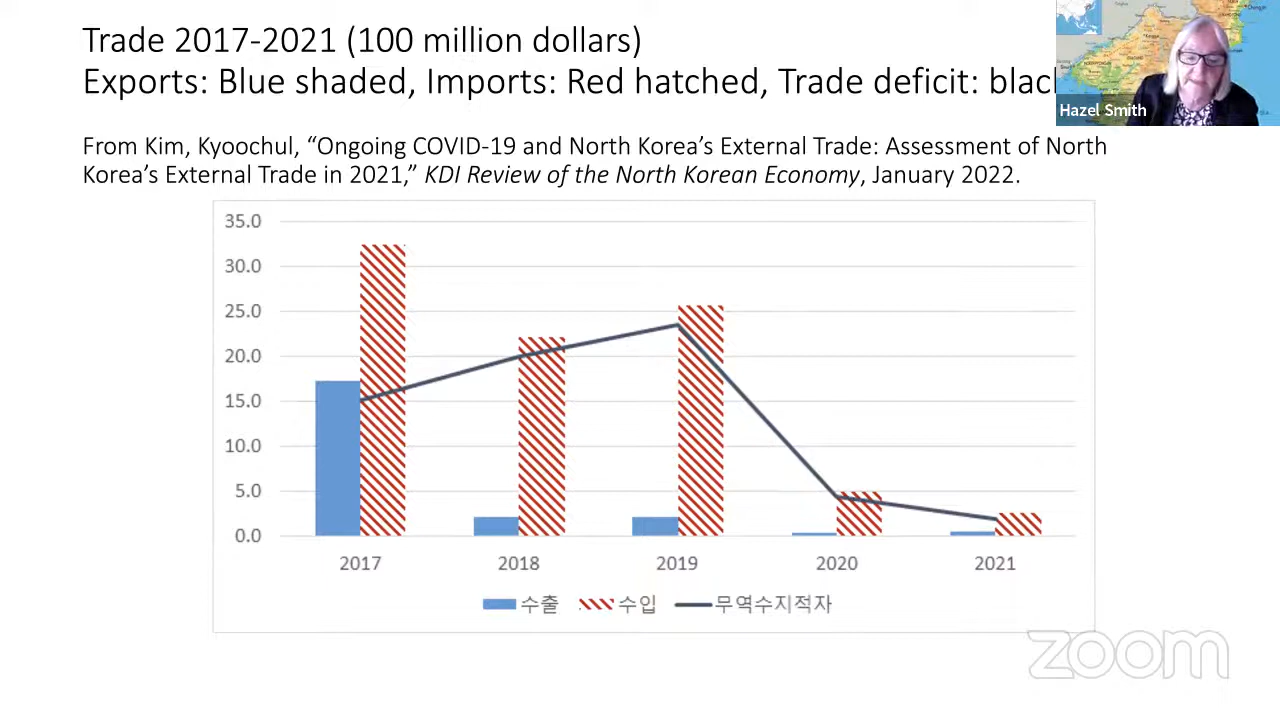 Trade 2017-2021 (100 million dollars)
Exports: Blue shaded, Imports: Red hatched, Trade deficit: blac
Hazel Smith
From Kim, Kyoochul, “Ongoing COVID-19 and North Korea’s External Trade: Assessment of North
Korea’s External Trade in 2021,” KDI Review of the North Korean Economy, January 2022.
35.0
30.0
25.0
20.0
15.0
10.0
5.0
0.0
2017 2018 2019 2020 2021
수출 수입 무역수지적자
zoom